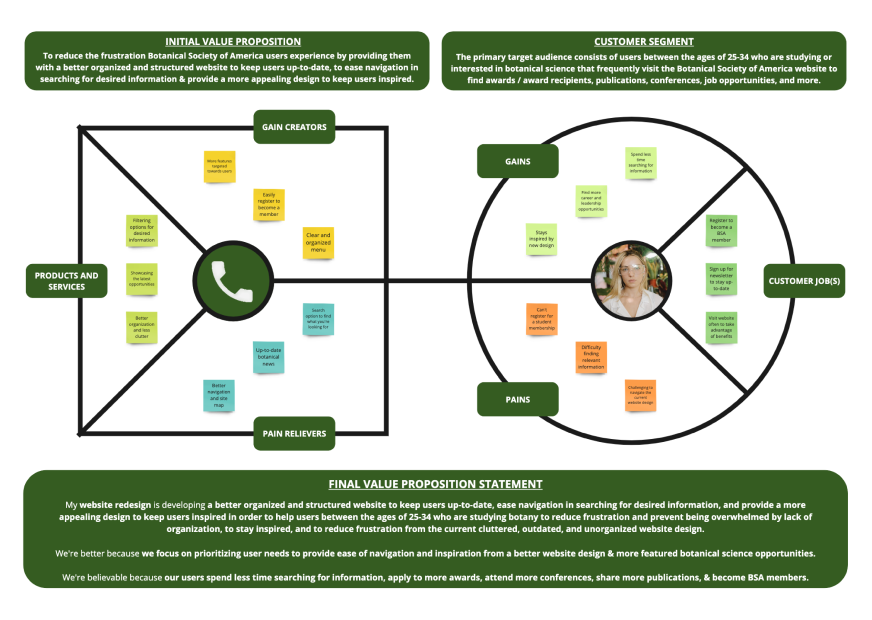 INITIAL VALUE PROPOSITION
To reduce the frustration Botanical Society of America users experience by providing them
with a better organized and structured website to keep users up-to-date, to ease navigation in
searching for desired information & provide a more appealing design to keep users inspired.
CUSTOMER SEGMENT
The primary target audience consists of users between the ages of 25-34 who are studying or
interested in botanical science that frequently visit the Botanical Society of America website to
find awards / award recipients, publications, conferences, job opportunities, and more.
GAIN CREATORS
More features
targeted
towards users
Easily
register to
become a
member
Clear and
organized
menu
PRODUCTS AND
SERVICES
Filtering
options for
desired
information
Showcasing
the latest
opportunities
Better
organization
and less
clutter
Search
option to find
what you're
looking for
Up-to-date
botanical
news
Better
navigation
and site
map
PAIN RELIEVERS
GAINS
Spend less
time
searching for
information
Find more
career and
leadership
opportunities
Stays
inspired by
new design
CUSTOMER JOB(S)
Register to
become a
BSA
member
Sign up for
newsletter
to stay up-
to-date
Visit website
often to take
advantage
of benefits
Can't
register for
a student
membership
Difficulty
finding
relevant
information
Challenging to
navigate the
current
website design
PAINS
FINAL VALUE PROPOSITION STATEMENT
My website redesign is developing a better organized and structured website to keep users up-to-date, ease navigation in searching for desired information, and provide a more
appealing design to keep users inspired in order to help users between the ages of 25-34 who are studying botany to reduce frustration and prevent being overwhelmed by lack of
organization, to stay inspired, and to reduce frustration from the current cluttered, outdated, and unorganized website design.
We're better because we focus on prioritizing user needs to provide ease of navigation and inspiration from a better website design & more featured botanical science opportunities.
We're believable because our users spend less time searching for information, apply to more awards, attend more conferences, share more publications, & become BSA members.